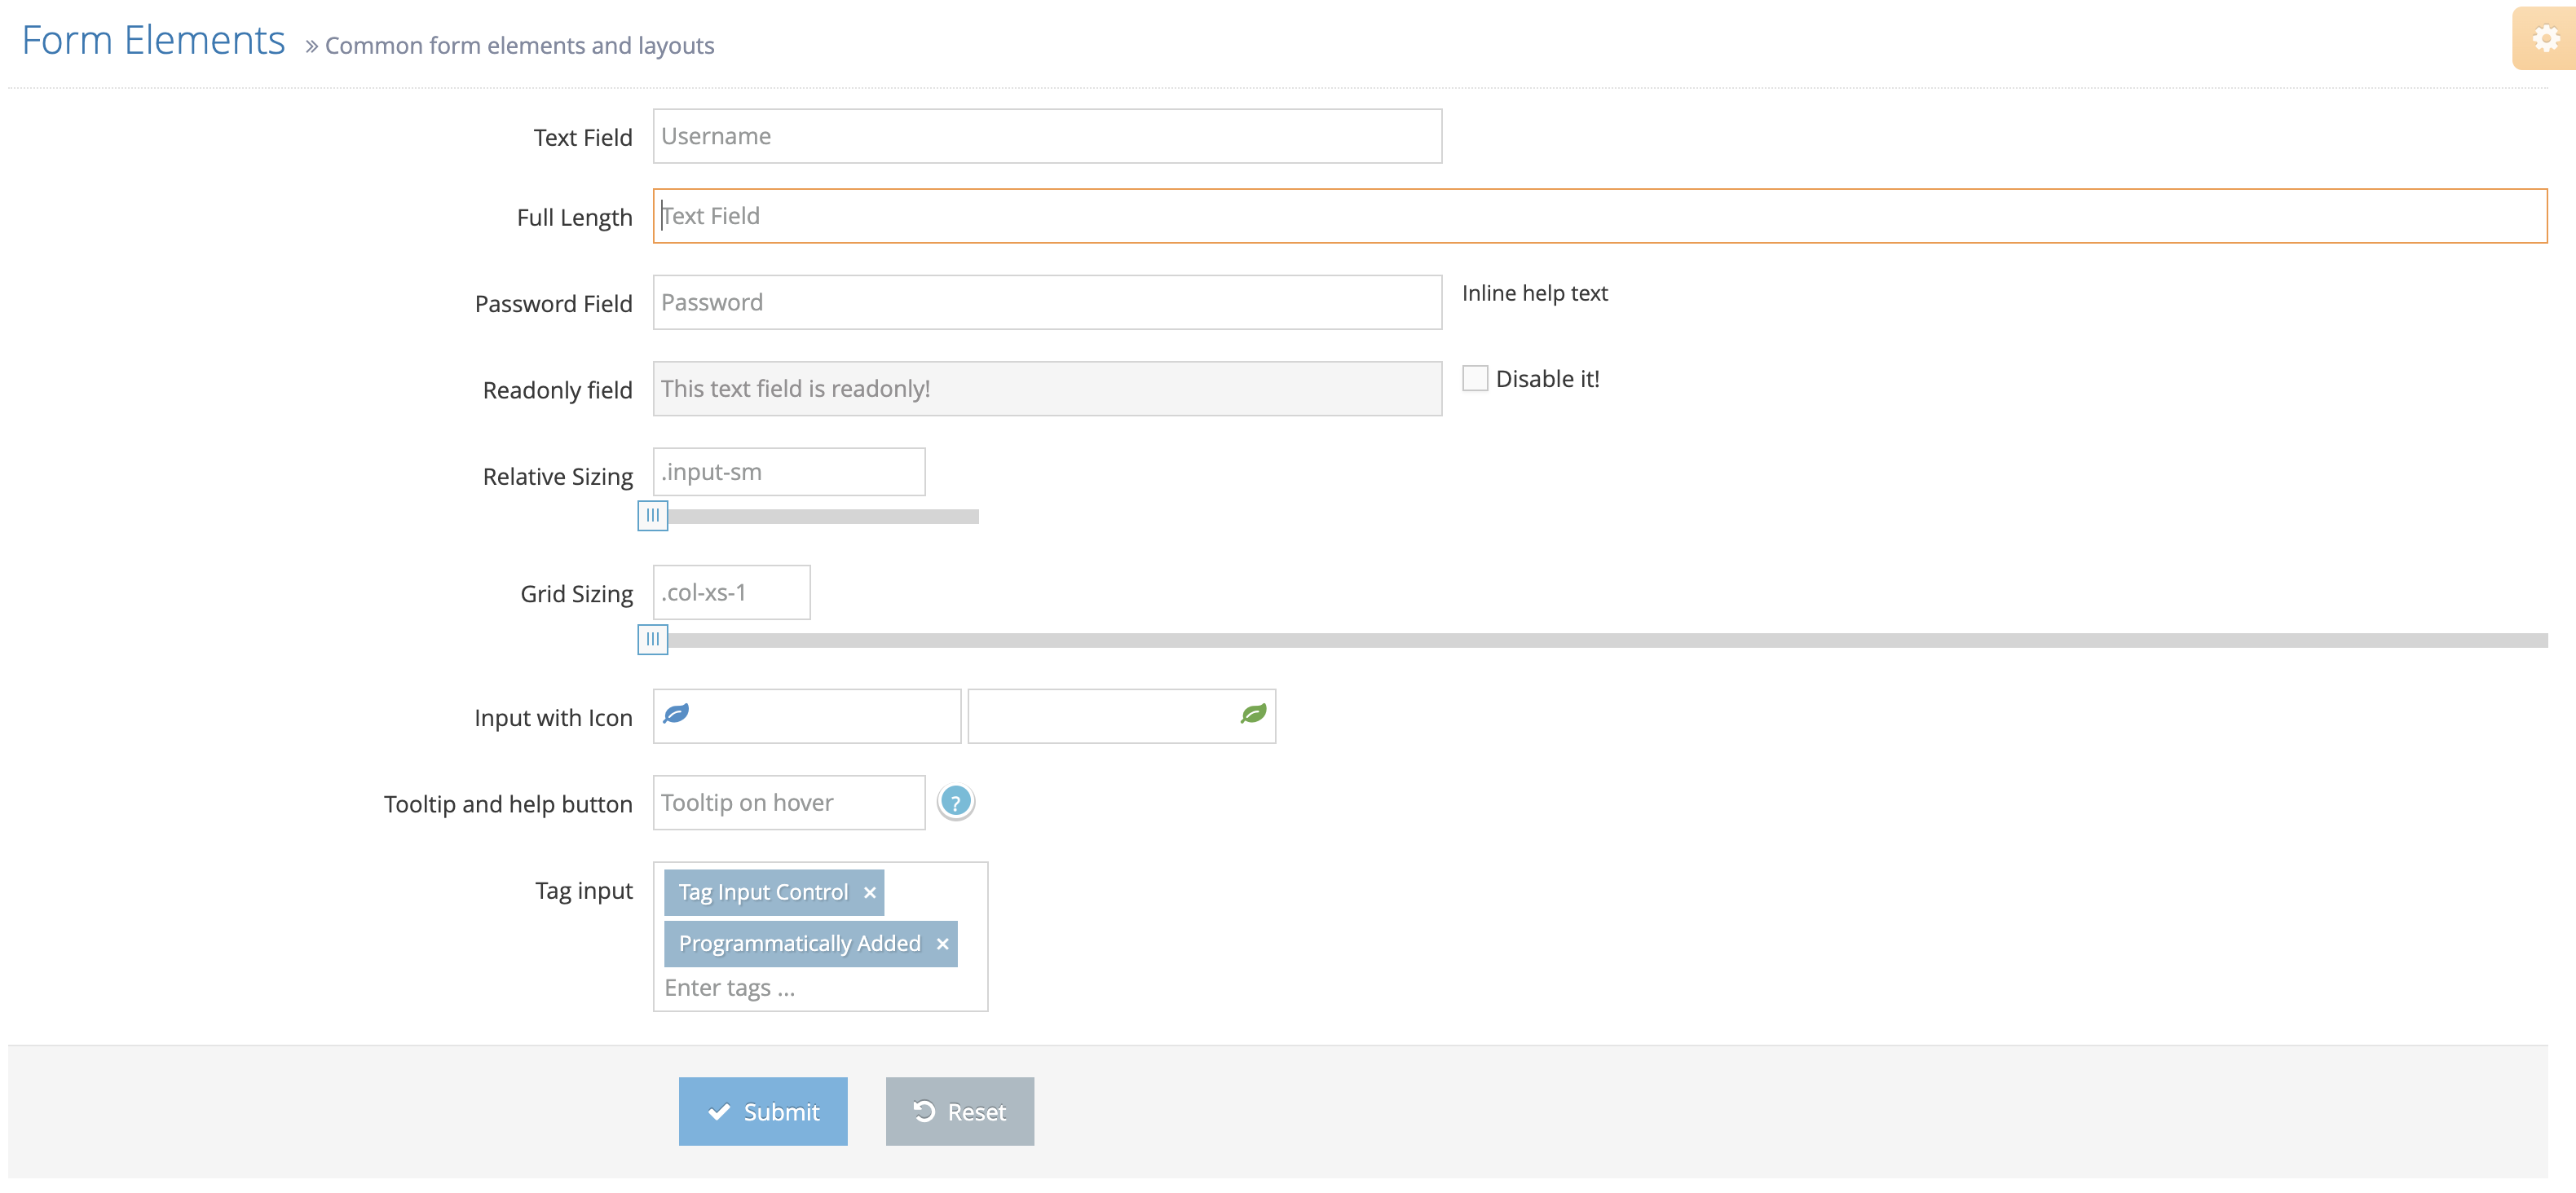 Form Elements » Common form elements and layouts
Text Field Username
Full Length Text Field
Password Field Password Inline help text
Readonly field This text field is readonly! Disable it!
Relative Sizing .input-sm
Grid Sizing .col-xs-1
Input with Icon
Tooltip and help button Tooltip on hover ?
Tag input Tag Input Control ×
Programmatically Added ×
Enter tags ...
Submit Reset